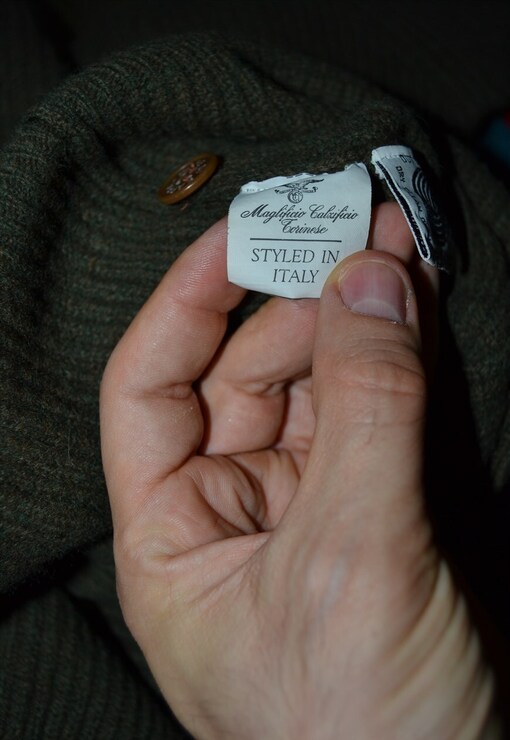 Maglificio Calzificio
Torinese
STYLED IN
ITALY